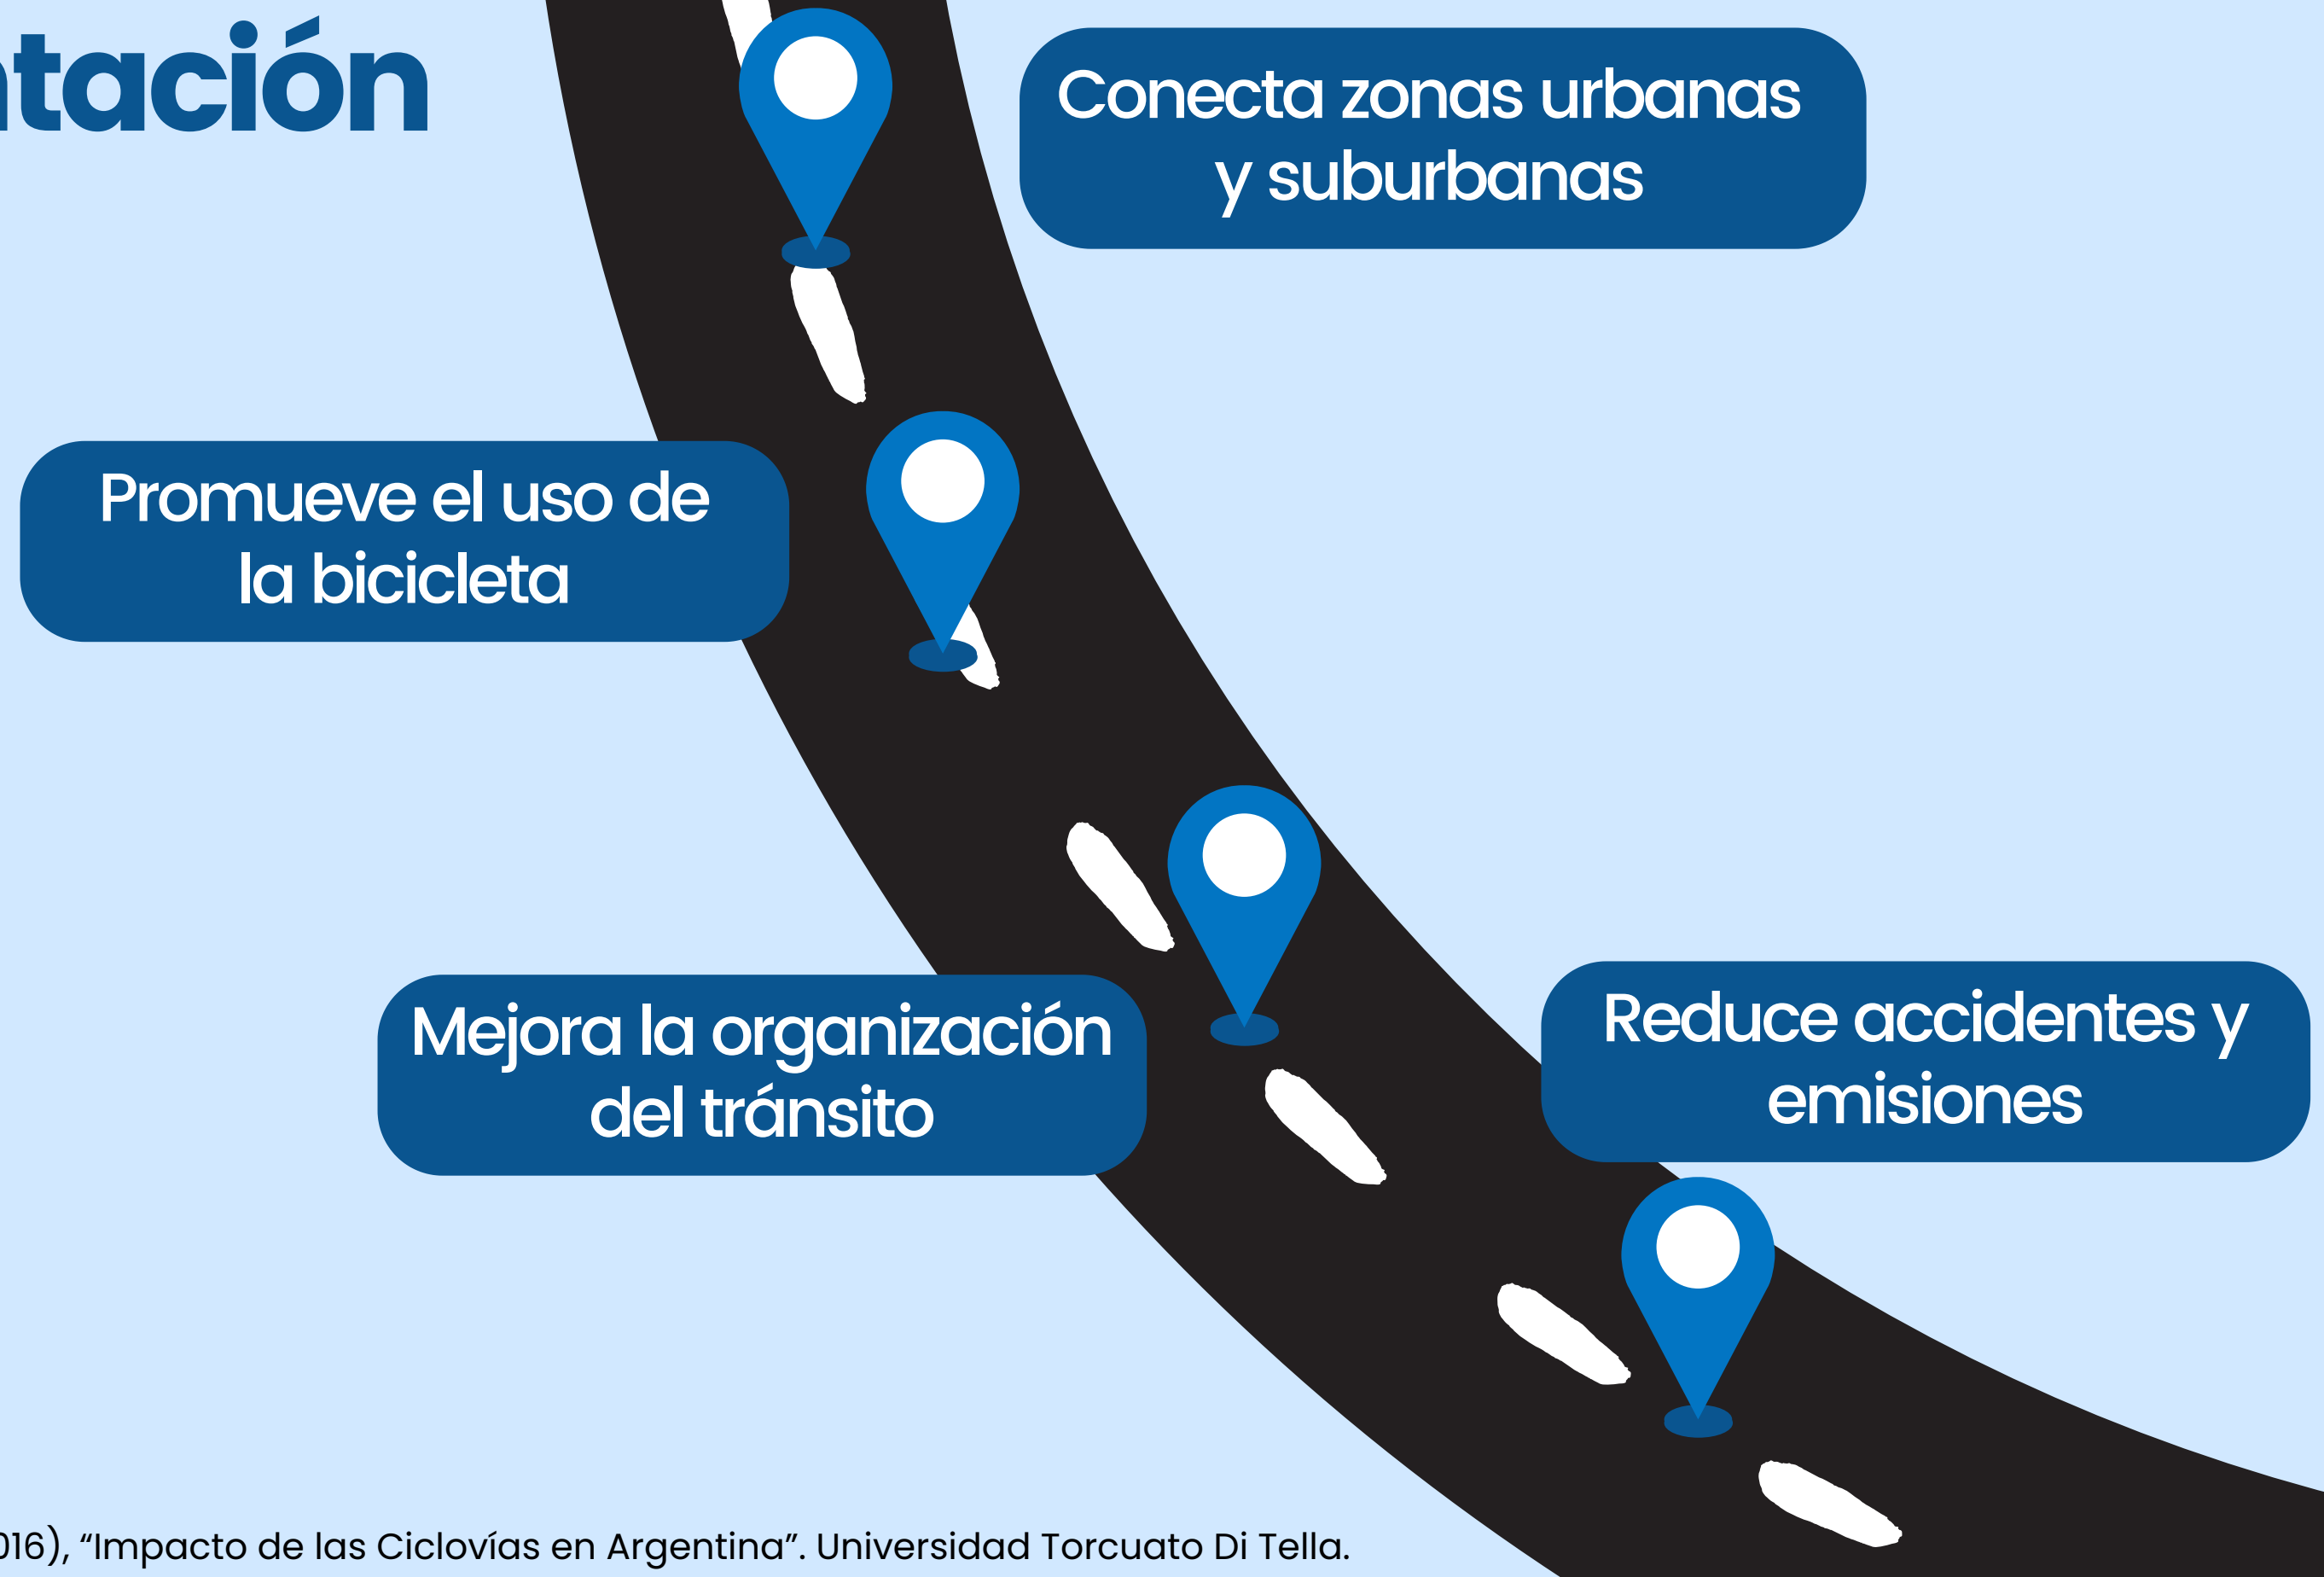 ntación
Conecta zonas urbanas
y suburbanas
Promueve el uso de
la bicicleta
Mejora la organización
del tránsito
Reduce accidentes y
emisiones
016), “Impacto de las Ciclovías en Argentina”. Universidad Torcuato Di Tella.